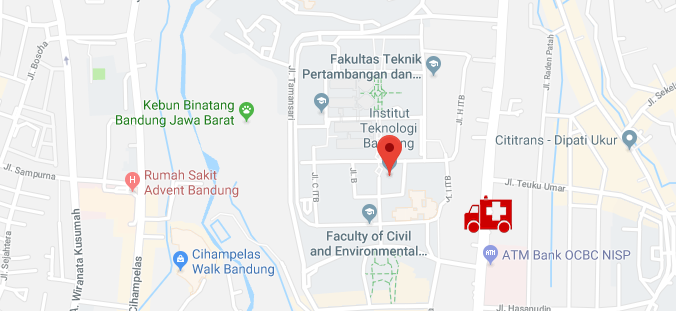 Jl. Boscha
Jl. Tamansari
Fakultas Teknik
Pertambangan dan...
Jl. Raden Patah
Jl. Sekel
Kebun Binatang
Bandung Jawa Barat
Institut
Teknologi
Bandung
Jl. H ITB
Cititrans - Dipati Ukur
Jl. Sampurna
Rumah Sakit
Advent Bandung
Jl. C ITB
Jl. B
Jl. I ITB
Jl. Teuku Umar
Jl. Sejahtera
A. Wiranata Kusumah
Cihampelas
Cihampelas
Walk Bandung
Faculty of Civil
and Environmental...
ATM Bank OCBC NISP
Jl. Hasanudin